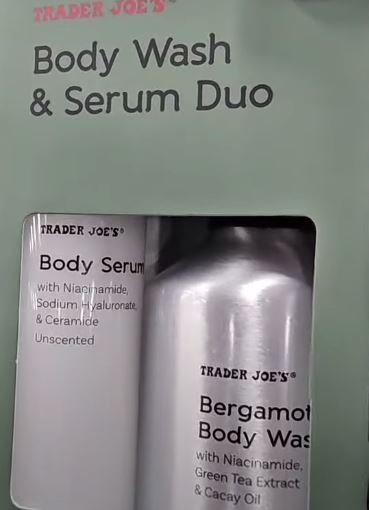 TRADER JOE'S®
Body Wash
& Serum Duo
TRADER JOE'S®
Body Serum
with Niacinamide,
Sodium Hyaluronate,
& Ceramide
Unscented
TRADER JOE'S®
Bergamot
Body Was
with Niacinamide,
Green Tea Extract
& Cacay Oil